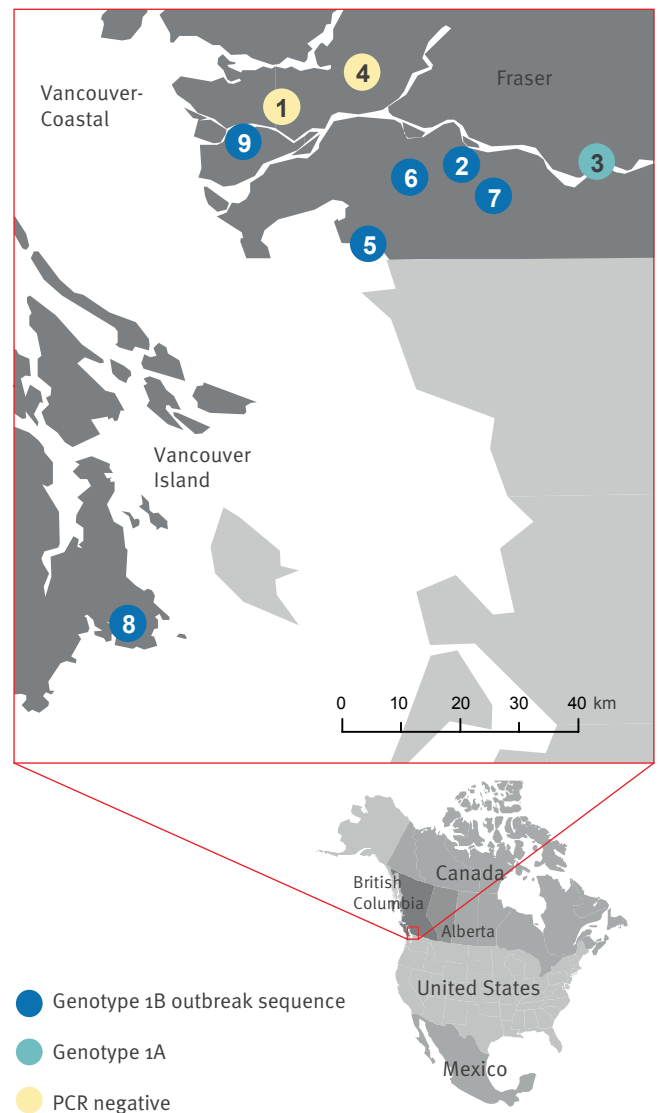 Vancouver-
Coastal
Fraser
4
1
9
2
3
6
7
5
Vancouver
Island
8
0 10 20 30 40 km
Canada
British
Columbia
Alberta
United States
Mexico
Genotype 1B outbreak sequence
Genotype 1A
PCR negative